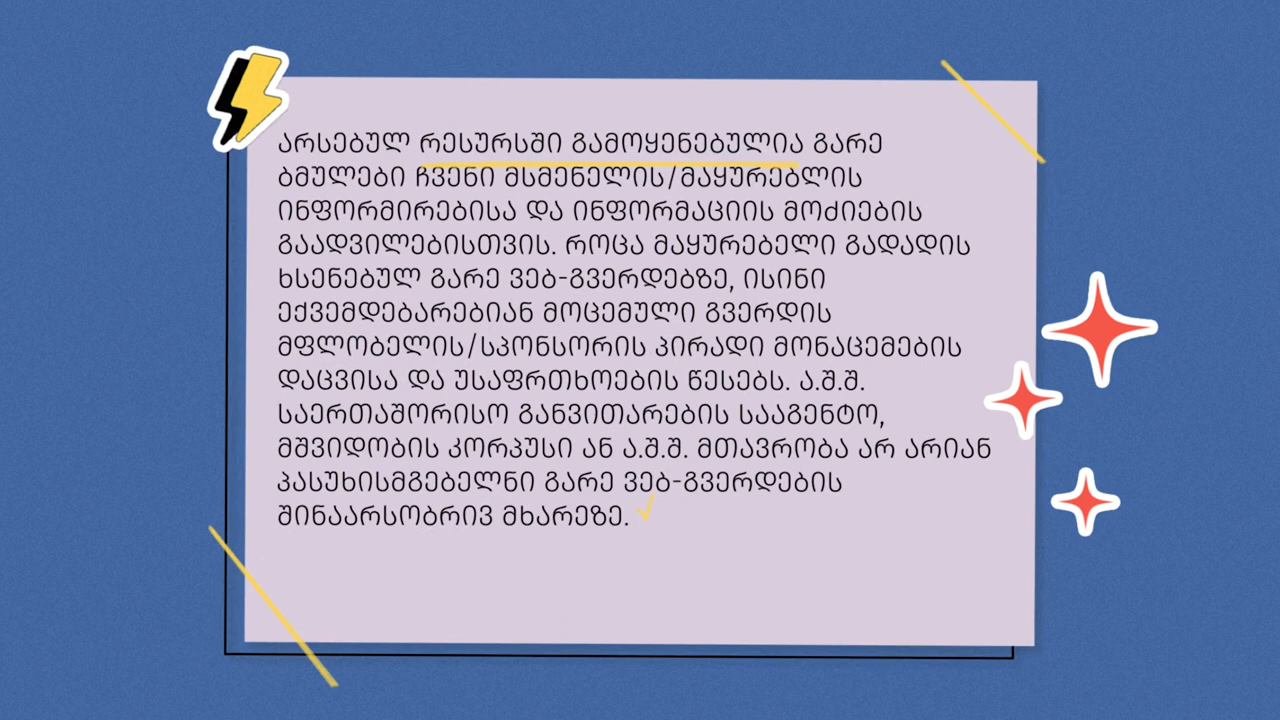 არსებულ რესურსში გამოყენებულია გარე
ბმულები ჩვენი მსმენელის/მაყურებლის
ინფორმირებისა და ინფორმაციის მოძიების
გაადვილებისთვის. როცა მაყურებელი გადადის
ხსენებულ გარე ვებ-გვერდებზე, ისინი
ექვემდებარებიან მოცემული გვერდის
მფლობელის/სპონსორის პირადი მონაცემების
დაცვისა და უსაფრთხოების წესებს. ა.შ.შ.
საერთაშორისო განვითარების სააგენტო,
მშვიდობის კორპუსი ან ა.შ.შ. მთავრობა არ არიან
პასუხისმგებელნი გარე ვებ-გვერდების
შინაარსობრივ მხარეზე.